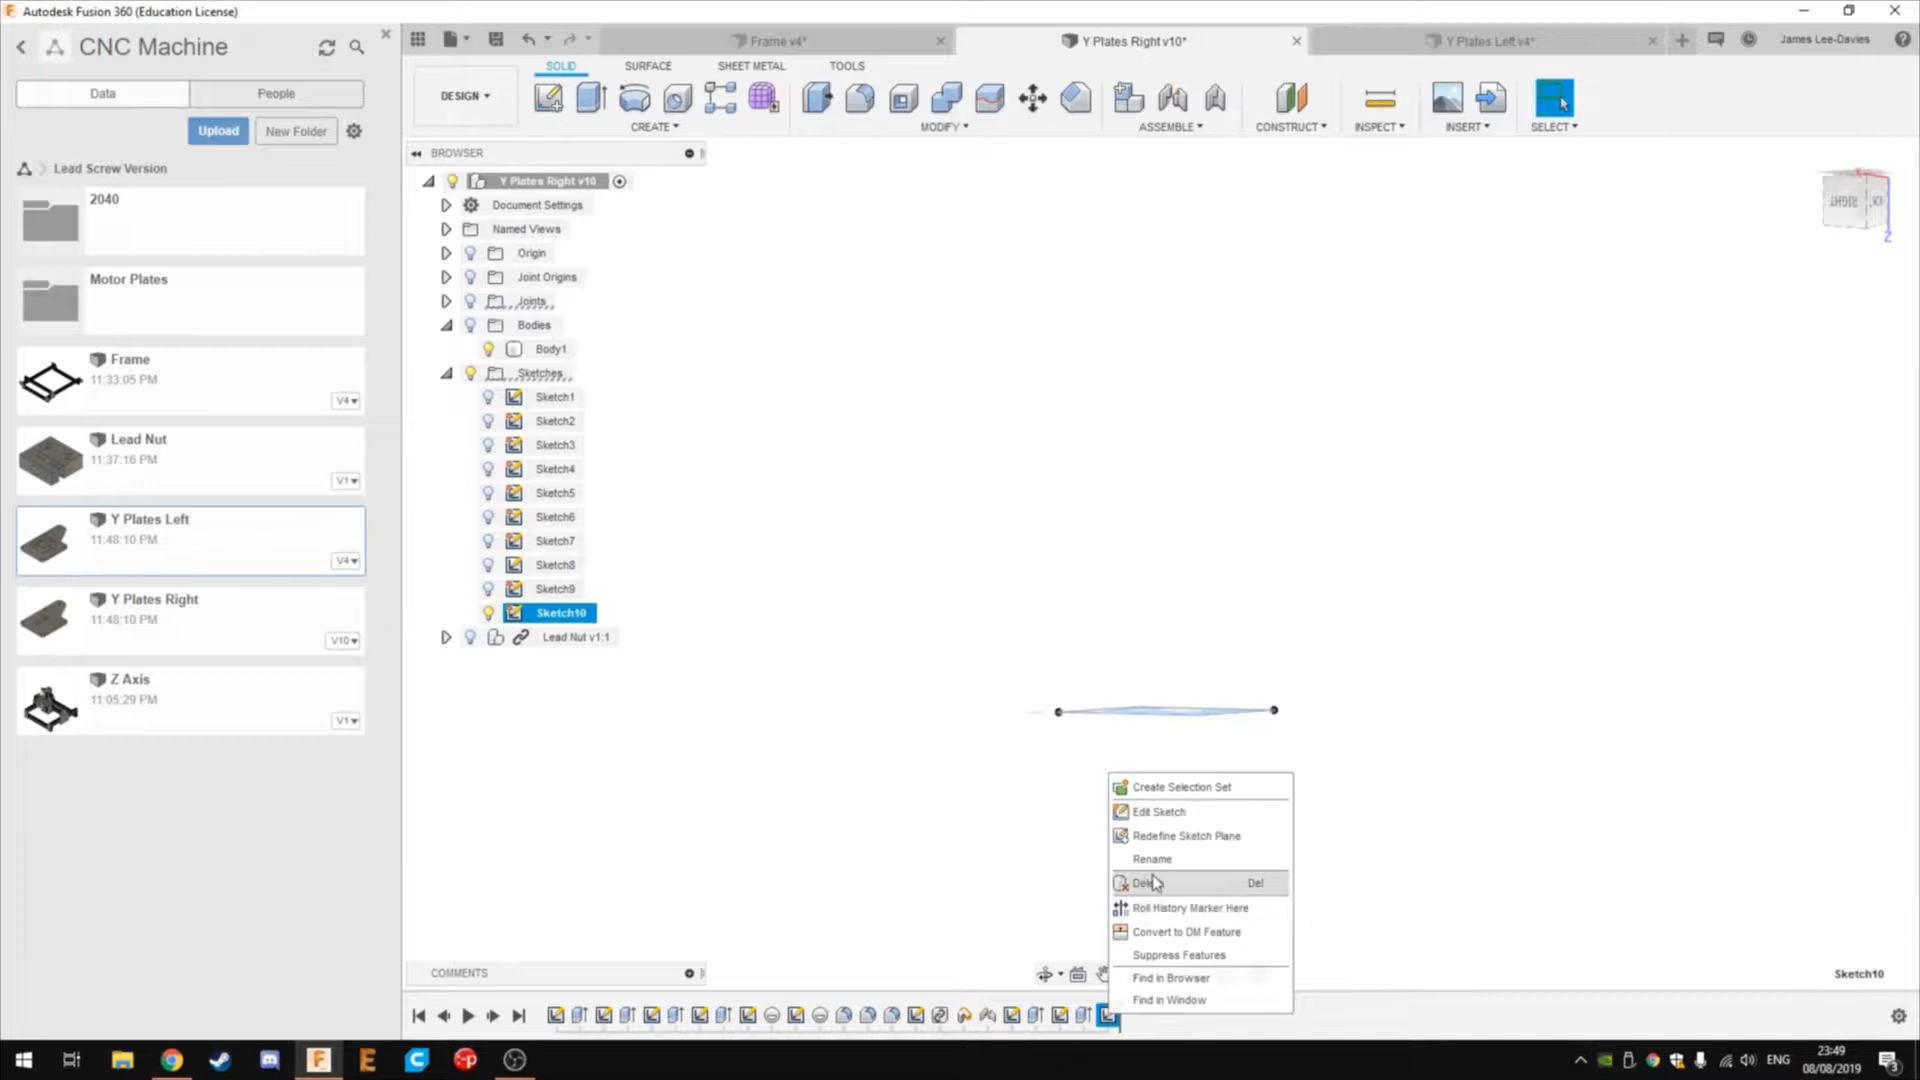 Autodesk Fusion 360 (Education License)
CNC Machine
Data
People
Upload
New Folder
Lead Screw Version
2040
Motor Plates
Frame
11:33:05 PM
V4
Lead Nut
11:37:16 PM
V1
Y Plates Left
11:48:10 PM
V4
Y Plates Right
11:48:10 PM
V10
Z Axis
11:05:29 PM
V1
Frame v4*
Y Plates Right v10*
Y Plates Left v4*
James Lee-Davies
SOLID
SURFACE
SHEET METAL
TOOLS
DESIGN
CREATE
MODIFY
ASSEMBLE
CONSTRUCT
INSPECT
INSERT
SELECT
BROWSER
Y Plates Right v10
Document Settings
Named Views
Origin
Joint Origins
Joints
Bodies
Body1
Sketches
Sketch1
Sketch2
Sketch3
Sketch4
Sketch5
Sketch6
Sketch7
Sketch8
Sketch9
Sketch10
Lead Nut v1:1
RIGHT
X
Z
Create Selection Set
Edit Sketch
Redefine Sketch Plane
Rename
Del
Roll History Marker Here
Convert to DM Feature
Suppress Features
Find in Browser
Find in Window
COMMENTS
Sketch10
ENG
23:49
08/08/2019
3